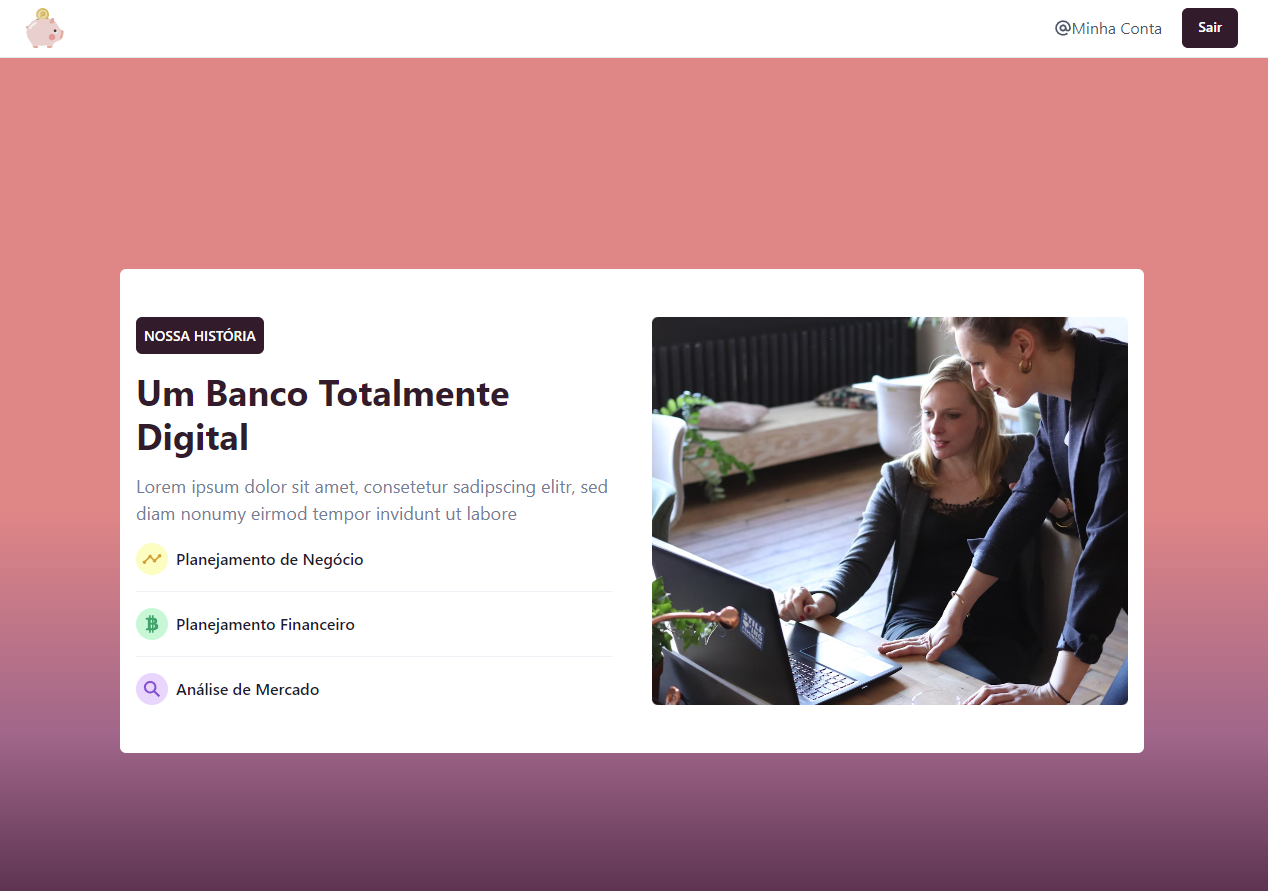 @Minha Conta
Sair
NOSSA HISTÓRIA
Um Banco Totalmente
Digital
Lorem ipsum dolor sit amet, consetetur sadipscing elitr, sed
diam nonumy eirmod tempor invidunt ut labore
Planejamento de Negócio
Planejamento Financeiro
Análise de Mercado
STILL